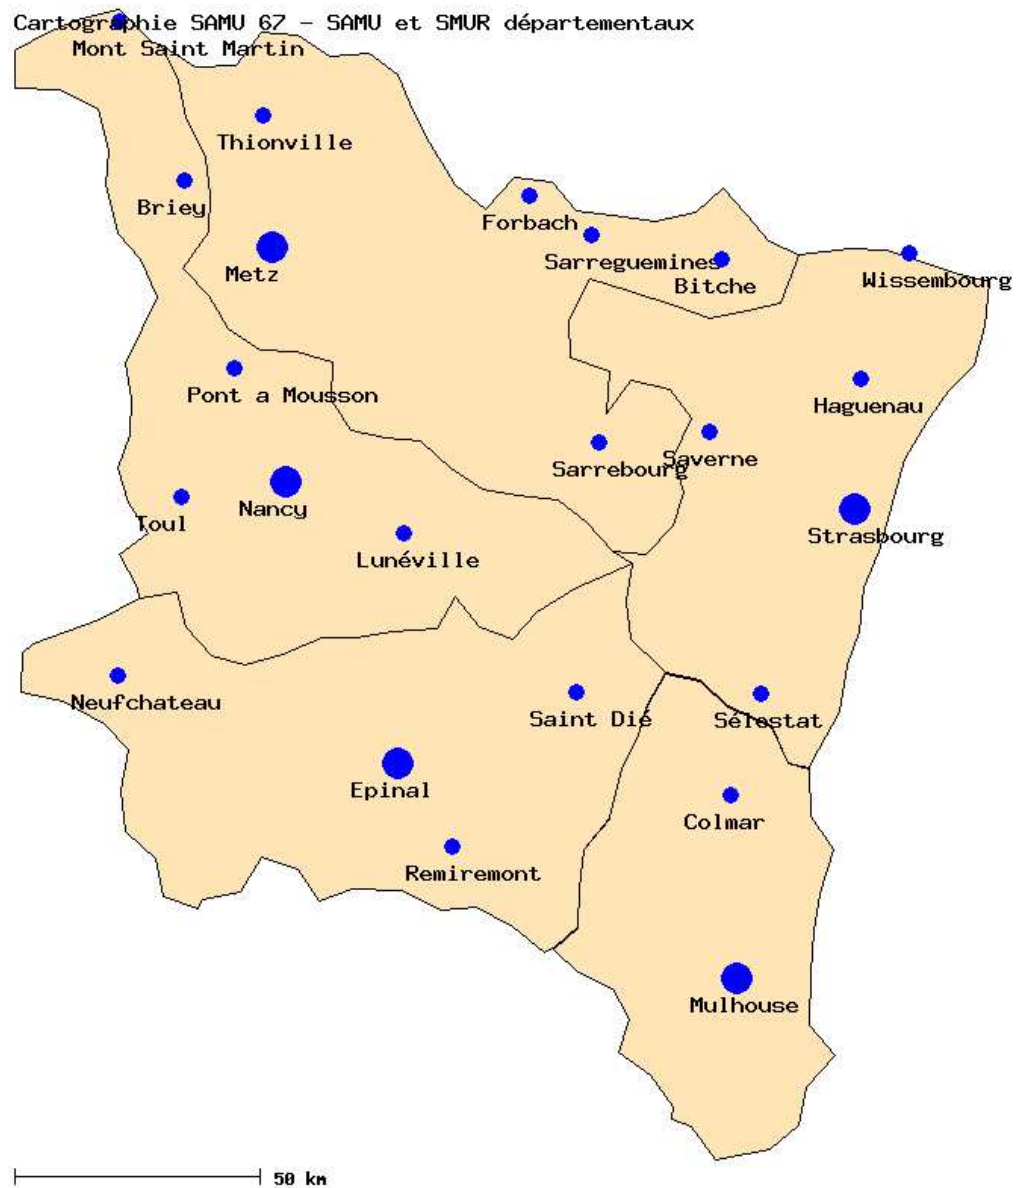 Cartographie SAMU 67 - SAMU et SMUR départementaux
Mont Saint Martin
Thionville
Briey
Forbach
Sarreguemines
Metz
Bitche
Wissembourg
Pont a Mousson
Haguenau
Saverne
Sarrebourg
Nancy
Toul
Strasbourg
Lunéville
Neufchateau
Saint Dié
Sélestat
Epinal
Colmar
Remiremont
Mulhouse
50 km